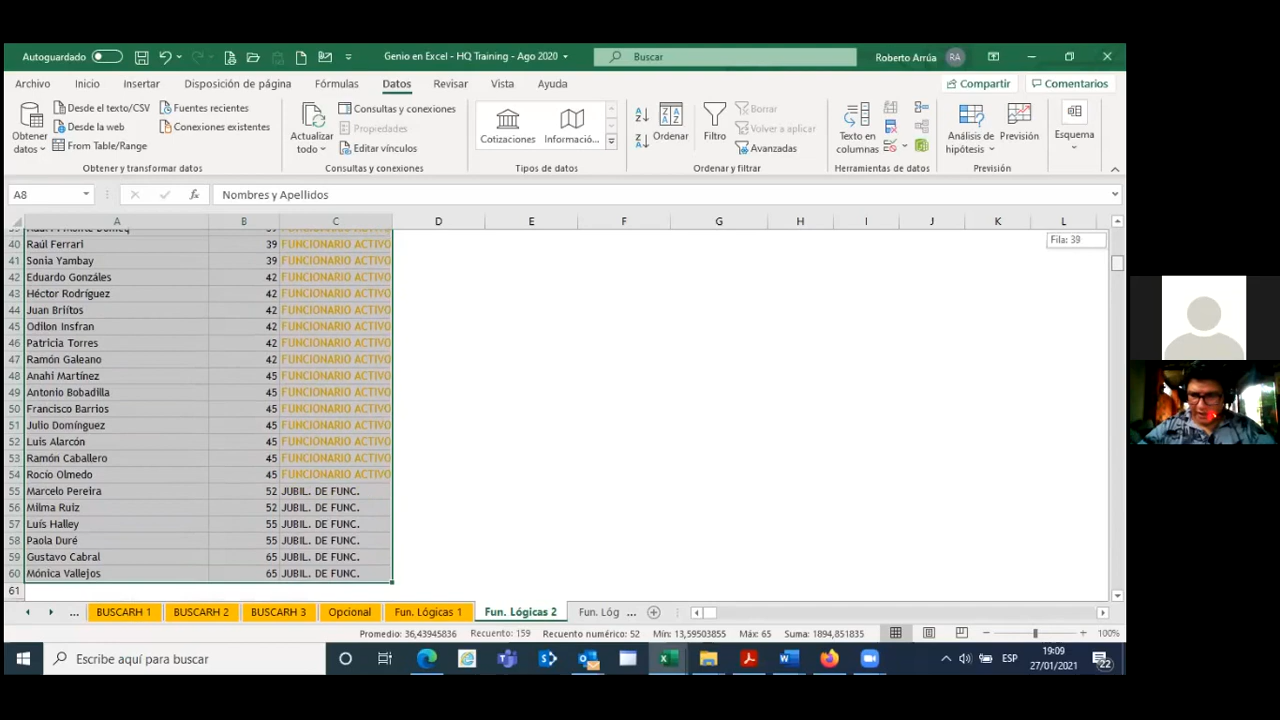 Autoguardado
Genio en Excel - HQ Training - Ago 2020
Buscar
Roberto Arrúa
RA
Archivo Inicio Insertar Disposición de página Fórmulas Datos Revisar Vista Ayuda
Compartir
Comentarios
Obtener datos
Desde el texto/CSV
Desde la web
From Table/Range
Fuentes recientes
Conexiones existentes
Obtener y transformar datos
Actualizar todo
Consultas y conexiones
Propiedades
Editar vínculos
Consultas y conexiones
Cotizaciones
Informació...
Tipos de datos
Ordenar
Filtro
Borrar
Volver a aplicar
Avanzadas
Ordenar y filtrar
Texto en columnas
Herramientas de datos
Análisis de hipótesis
Previsión
Previsión
Esquema
A8
fx
Nombres y Apellidos
A B C D E F G H I J K L
Fila: 39
40 Raúl Ferrari 39 FUNCIONARIO ACTIVO
41 Sonia Yambay 39 FUNCIONARIO ACTIVO
42 Eduardo Gonzáles 42 FUNCIONARIO ACTIVO
43 Héctor Rodríguez 42 FUNCIONARIO ACTIVO
44 Juan Briítos 42 FUNCIONARIO ACTIVO
45 Odilon Insfran 42 FUNCIONARIO ACTIVO
46 Patricia Torres 42 FUNCIONARIO ACTIVO
47 Ramón Galeano 42 FUNCIONARIO ACTIVO
48 Anahi Martínez 45 FUNCIONARIO ACTIVO
49 Antonio Bobadilla 45 FUNCIONARIO ACTIVO
50 Francisco Barrios 45 FUNCIONARIO ACTIVO
51 Julio Domínguez 45 FUNCIONARIO ACTIVO
52 Luis Alarcón 45 FUNCIONARIO ACTIVO
53 Ramón Caballero 45 FUNCIONARIO ACTIVO
54 Rocío Olmedo 45 FUNCIONARIO ACTIVO
55 Marcelo Pereira 52 JUBIL. DE FUNC.
56 Milma Ruiz 52 JUBIL. DE FUNC.
57 Luís Halley 55 JUBIL. DE FUNC.
58 Paola Duré 55 JUBIL. DE FUNC.
59 Gustavo Cabral 65 JUBIL. DE FUNC.
60 Mónica Vallejos 65 JUBIL. DE FUNC.
61
... BUSCARH 1 BUSCARH 2 BUSCARH 3 Opcional Fun. Lógicas 1 Fun. Lógicas 2 Fun. Lóg ...
Promedio: 36,43945836 Recuento: 159 Recuento numérico: 52 Mín: 13,59503855 Máx: 65 Suma: 1894,851835 100%
Escribe aquí para buscar
ESP
19:09
27/01/2021
22